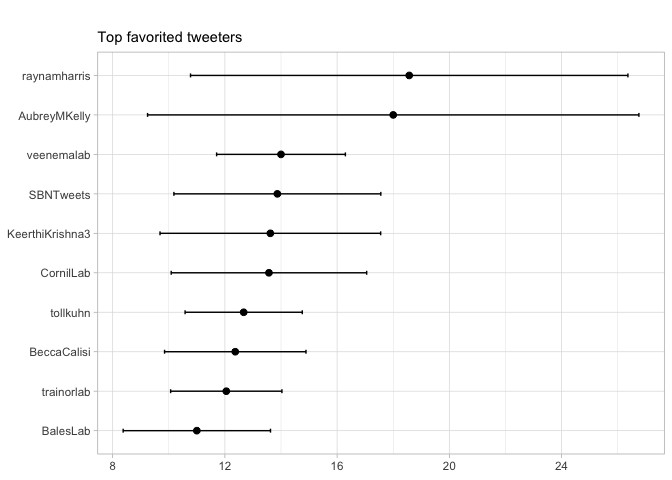 Top favorited tweeters
raynamharris
AubreyMKelly
veenemalab
SBNTweets
KeerthiKrishna3
CornilLab
tollkuhn
BeccaCalisi
trainorlab
BalesLab
8 12 16 20 24